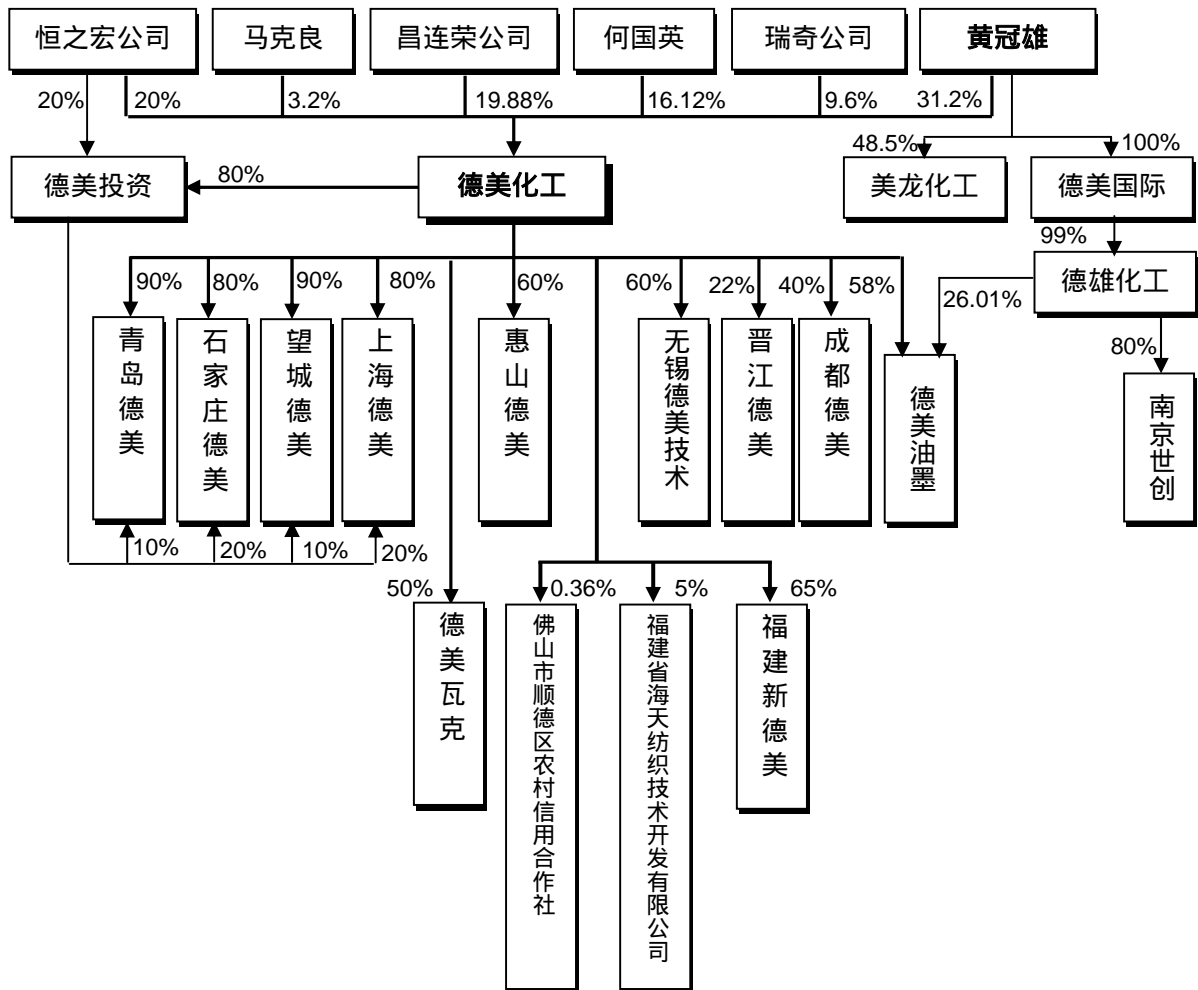 恒之宏公司
马克良
昌连荣公司
何国英
瑞奇公司
黄冠雄
20%
20%
3.2%
19.88%
16.12%
9.6%
31.2%
48.5%
100%
德美投资
80%
德美化工
美龙化工
德美国际
99%
德雄化工
90%
80%
90%
80%
60%
60%
22%
40%
58%
26.01%
80%
青岛德美
石家庄德美
望城德美
上海德美
惠山德美
无锡德美技术
晋江德美
成都德美
德美油墨
南京世创
10%
20%
10%
20%
50%
0.36%
5%
65%
德美瓦克
佛山市顺德区农村信用合作社
福建省海天纺织技术开发有限公司
福建新德美